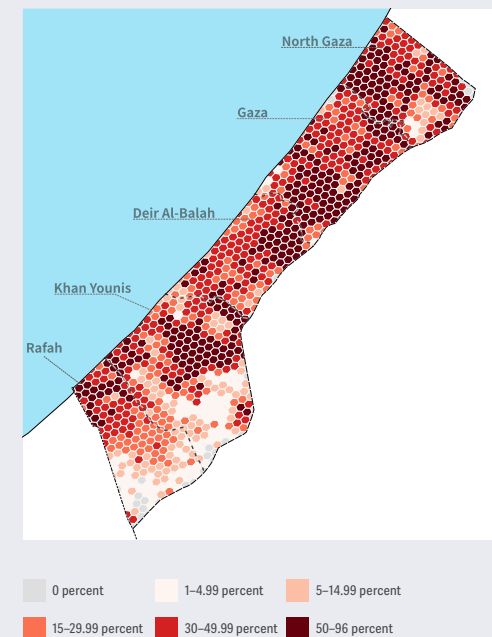 North Gaza
Gaza
Deir Al-Balah
Khan Younis
Rafah
0 percent
1–4.99 percent
5–14.99 percent
15–29.99 percent
30–49.99 percent
50–96 percent